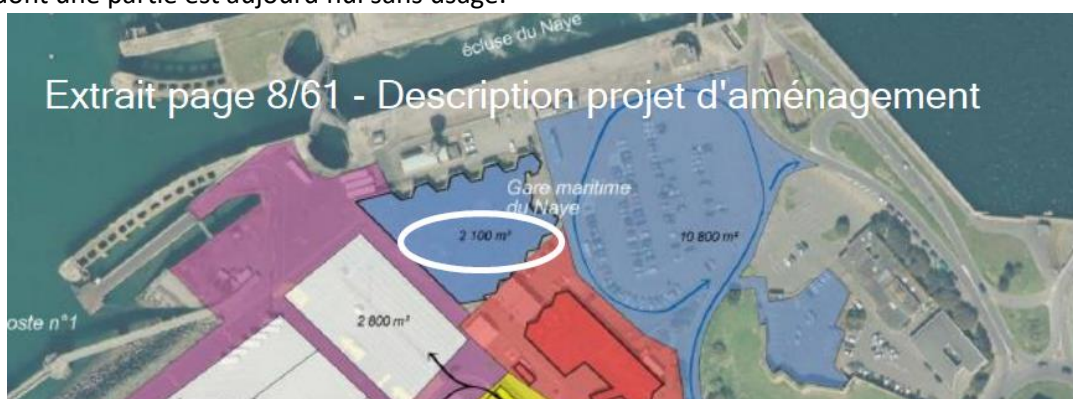 dont une partie est aujourd'hui sans usage.
écluse du Naye
Extrait page 8/61 - Description projet d'aménagement
Gare maritime
du Naye
2 100 m²
10 800 m²
oste n°1
2 800 m²